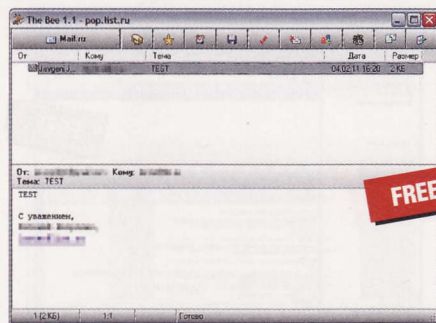 The Bee 1.1 - pop.list.ru
Mail.ru
От Кому Тема Дата Размер
TEST 04.02.11 16:20 2 КБ
От: Кому:
Тема: TEST
TEST
С уважением,
FREE
1 (2 КБ) 1:1 Готово